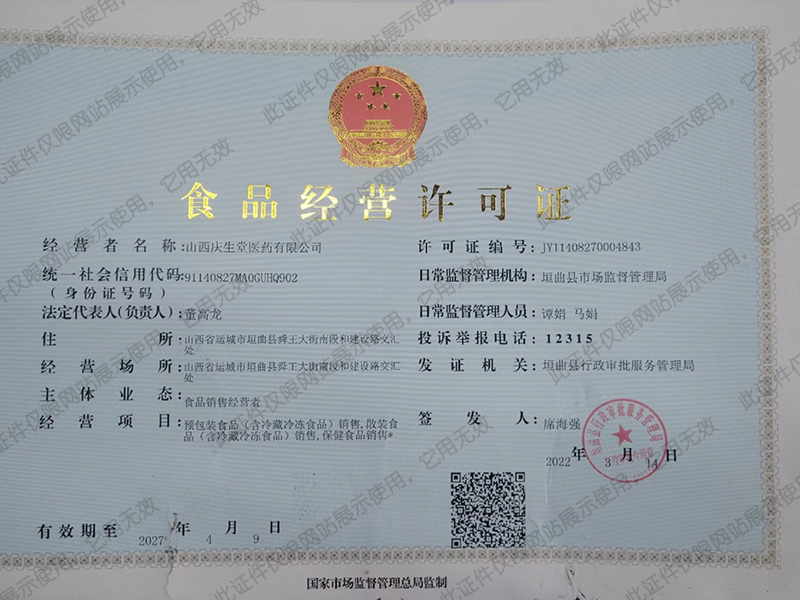 食品经营许可证
经营者名称:山西庆生堂医药有限公司
统一社会信用代码:91140827MA0GUHQ902
(身份证号码)
法定代表人(负责人):董高龙
住所:山西省运城市垣曲县舜王大街南段和建设路交汇
处
经营场所:山西省运城市垣曲县舜王大街南段和建设路交汇
处
主体业态:食品销售经营者
经营项目:预包装食品(含冷藏冷冻食品)销售,散装食
品(含冷藏冷冻食品)销售,保健食品销售*
有效期至 2027 年 4 月 9 日
许可证编号:JY11408270004843
日常监督管理机构:垣曲县市场监督管理局
日常监督管理人员:谭娟 马娟
投诉举报电话:12315
发证机关:垣曲县行政审批服务管理局
签发人:席海强
2022 年 3 月 14 日
垣曲县行政审批服务管理局
国家市场监督管理总局监制
此证件仅限网站展示使用,它用无效